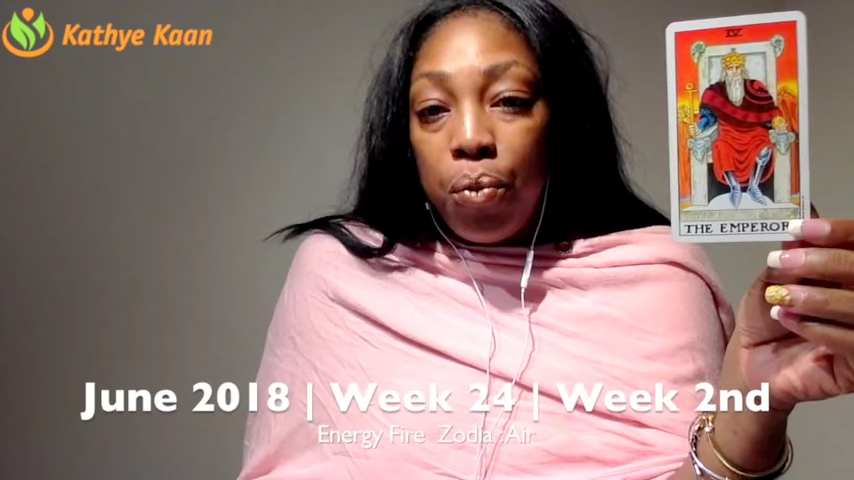 Kathye Kaan
IV
THE EMPEROR
June 2018 | Week 24 | Week 2nd
Energy Fire Zodia Air